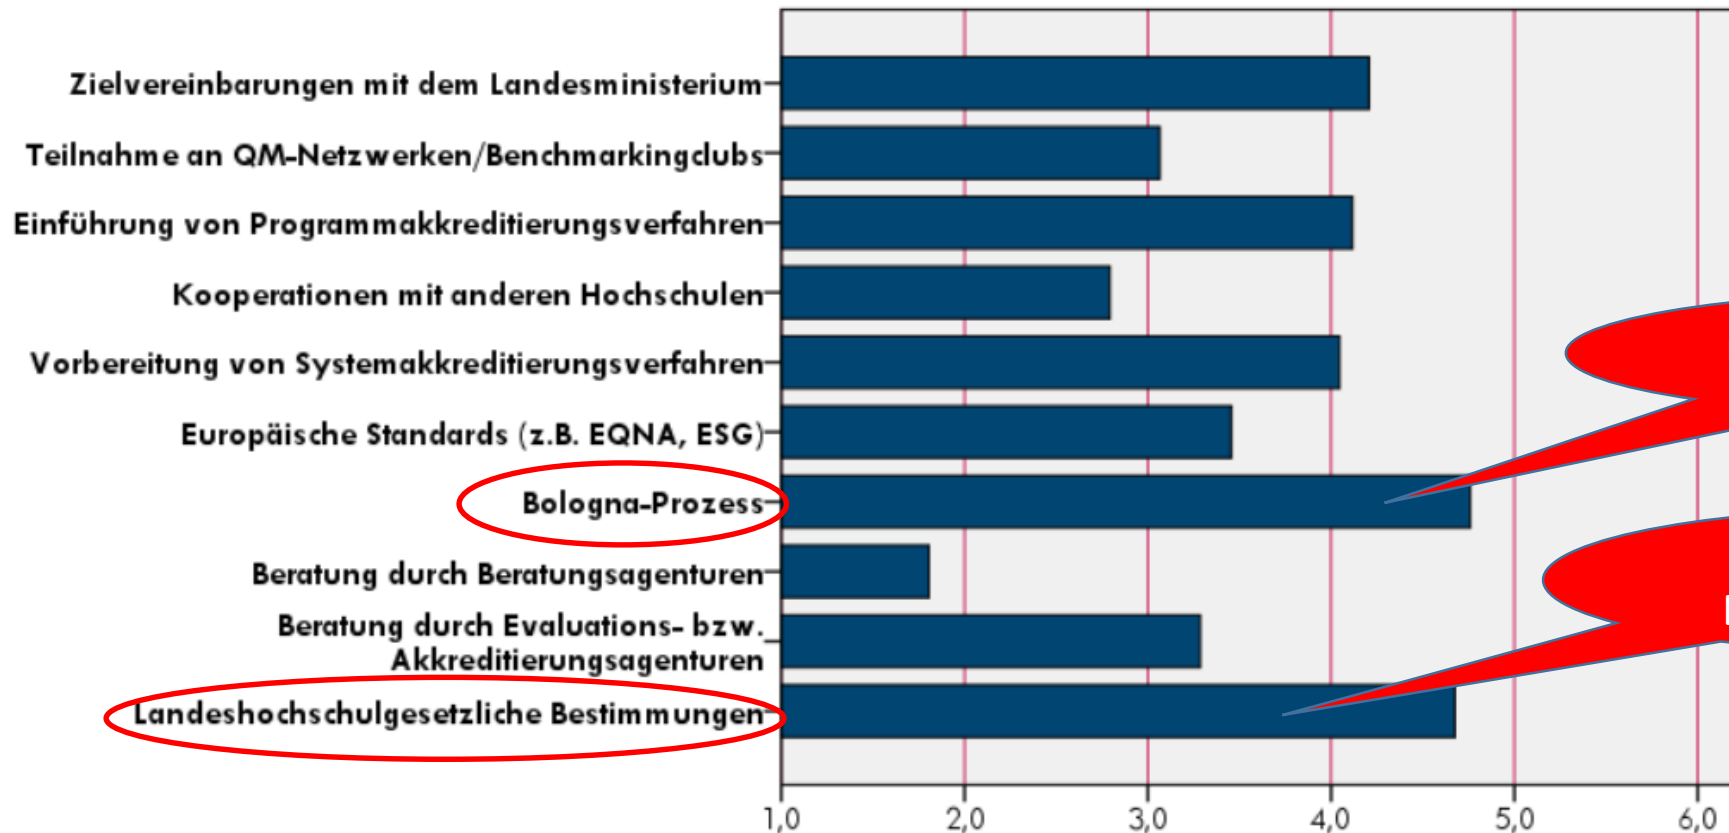 Zielvereinbarungen mit dem Landesministerium
Teilnahme an QM-Netzwerken/Benchmarkingclubs
Einführung von Programmakkreditierungsverfahren
Kooperationen mit anderen Hochschulen
Vorbereitung von Systemakkreditierungsverfahren
Europäische Standards (z.B. EQNA, ESG)
Bologna-Prozess
Beratung durch Beratungsagenturen
Beratung durch Evaluations- bzw.
Akkreditierungsagenturen
Landeshochschulgesetzliche Bestimmungen
1,0 2,0 3,0 4,0 5,0 6,0